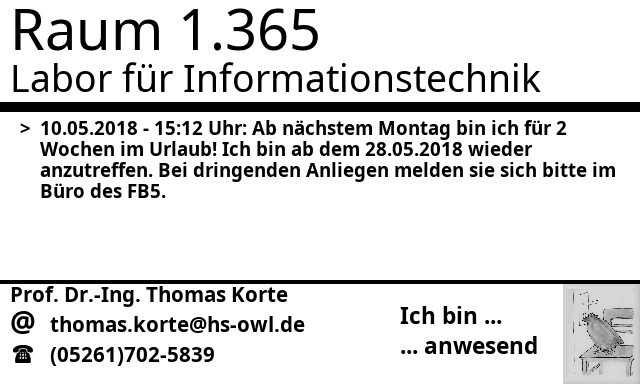 Raum 1.365
Labor für Informationstechnik
> 10.05.2018 - 15:12 Uhr: Ab nächstem Montag bin ich für 2
Wochen im Urlaub! Ich bin ab dem 28.05.2018 wieder
anzutreffen. Bei dringenden Anliegen melden sie sich bitte im
Büro des FB5.
Prof. Dr.-Ing. Thomas Korte
@ thomas.korte@hs-owl.de
☎ (05261)702-5839
Ich bin ...
... anwesend